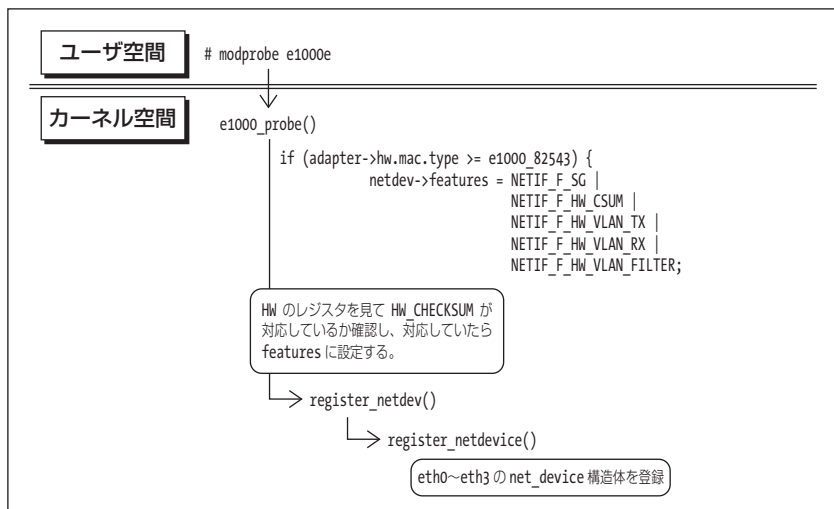 ユーザ空間
# modprobe e1000e
カーネル空間
e1000_probe()
if (adapter->hw.mac.type >= e1000_82543) {
netdev->features = NETIF_F_SG |
NETIF_F_HW_CSUM |
NETIF_F_HW_VLAN_TX |
NETIF_F_HW_VLAN_RX |
NETIF_F_HW_VLAN_FILTER;
HW のレジスタを見て HW_CHECKSUM が
対応しているか確認し、対応していたら
features に設定する。
register_netdev()
register_netdevice()
eth0～eth3 の net_device 構造体を登録